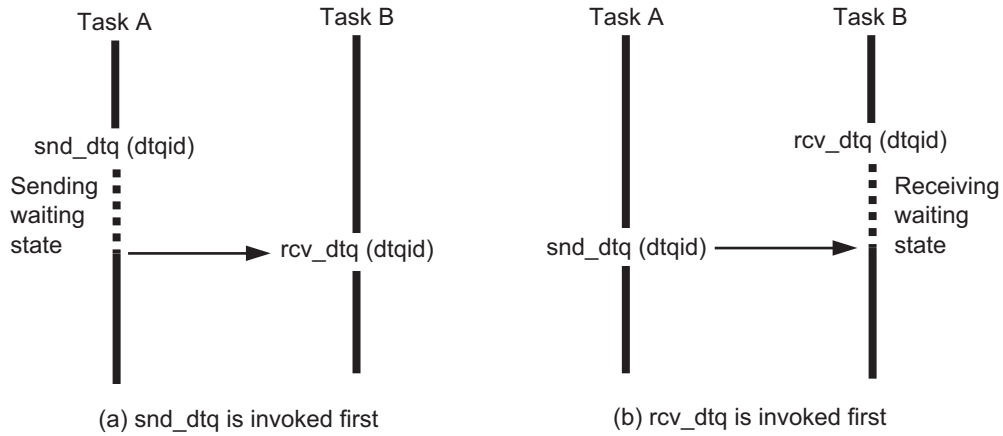 Task A
Task B
snd_dtq (dtqid)
Sending
waiting
state
rcv_dtq (dtqid)
(a) snd_dtq is invoked first
Task A
Task B
rcv_dtq (dtqid)
Receiving
waiting
state
snd_dtq (dtqid)
(b) rcv_dtq is invoked first